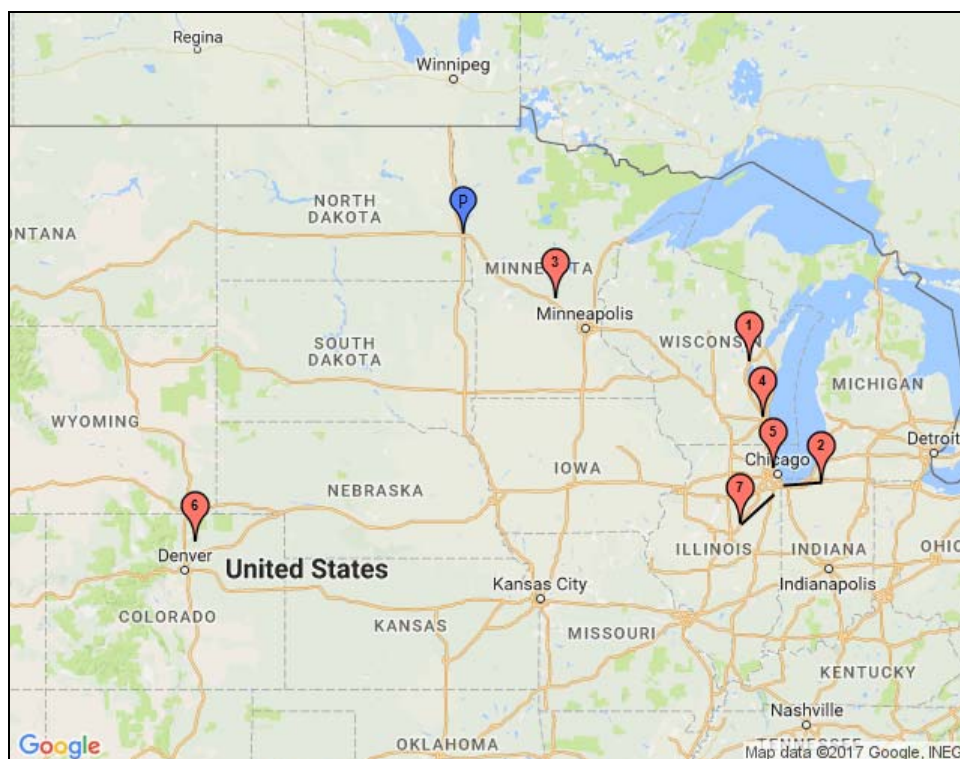 Regina
Winnipeg
NORTH
DAKOTA
ONTANA
P
3
MINNESOTA
Minneapolis
1
WISCONSIN
SOUTH
DAKOTA
4
MICHIGAN
WYOMING
5
2
Detroit
Chicago
IOWA
7
NEBRASKA
6
ILLINOIS
INDIANA
OHIO
Denver
United States
Indianapolis
Kansas City
COLORADO
KANSAS
MISSOURI
KENTUCKY
Nashville
OKLAHOMA
TENNESSEE
Google
Map data ©2017 Google, INEG